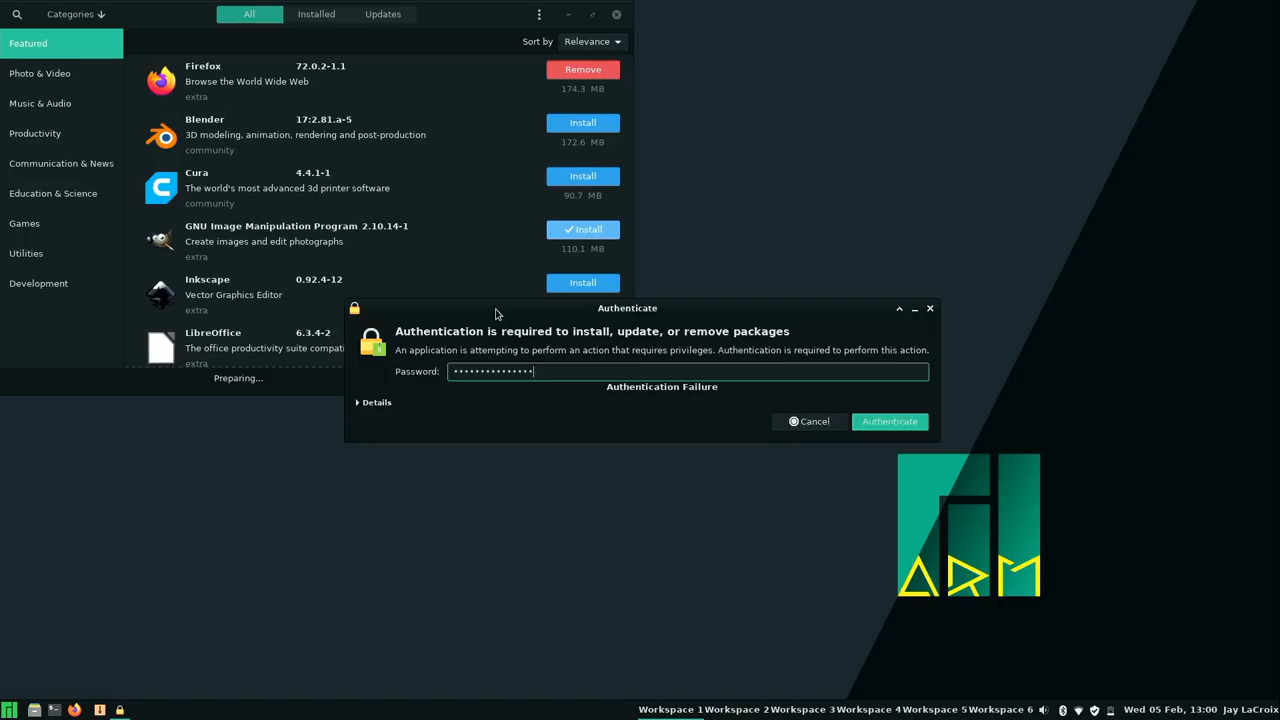 Categories
All
Installed
Updates
Sort by
Relevance
Featured
Photo & Video
Music & Audio
Productivity
Communication & News
Education & Science
Games
Utilities
Development
Firefox 72.0.2-1.1
Browse the World Wide Web
extra
Remove
174.3 MB
Blender 17:2.81.a-5
3D modeling, animation, rendering and post-production
community
Install
172.6 MB
Cura 4.4.1-1
The world's most advanced 3d printer software
community
Install
90.7 MB
GNU Image Manipulation Program 2.10.14-1
Create images and edit photographs
extra
Install
110.1 MB
Inkscape 0.92.4-12
Vector Graphics Editor
extra
Install
LibreOffice 6.3.4-2
The office productivity suite compati
extra
Preparing...
Authenticate
Authentication is required to install, update, or remove packages
An application is attempting to perform an action that requires privileges. Authentication is required to perform this action.
Password: •••••••••••••••
Authentication Failure
Details
Cancel
Authenticate
ARM
Workspace 1 Workspace 2 Workspace 3 Workspace 4 Workspace 5 Workspace 6
Wed 05 Feb, 13:00
Jay LaCroix